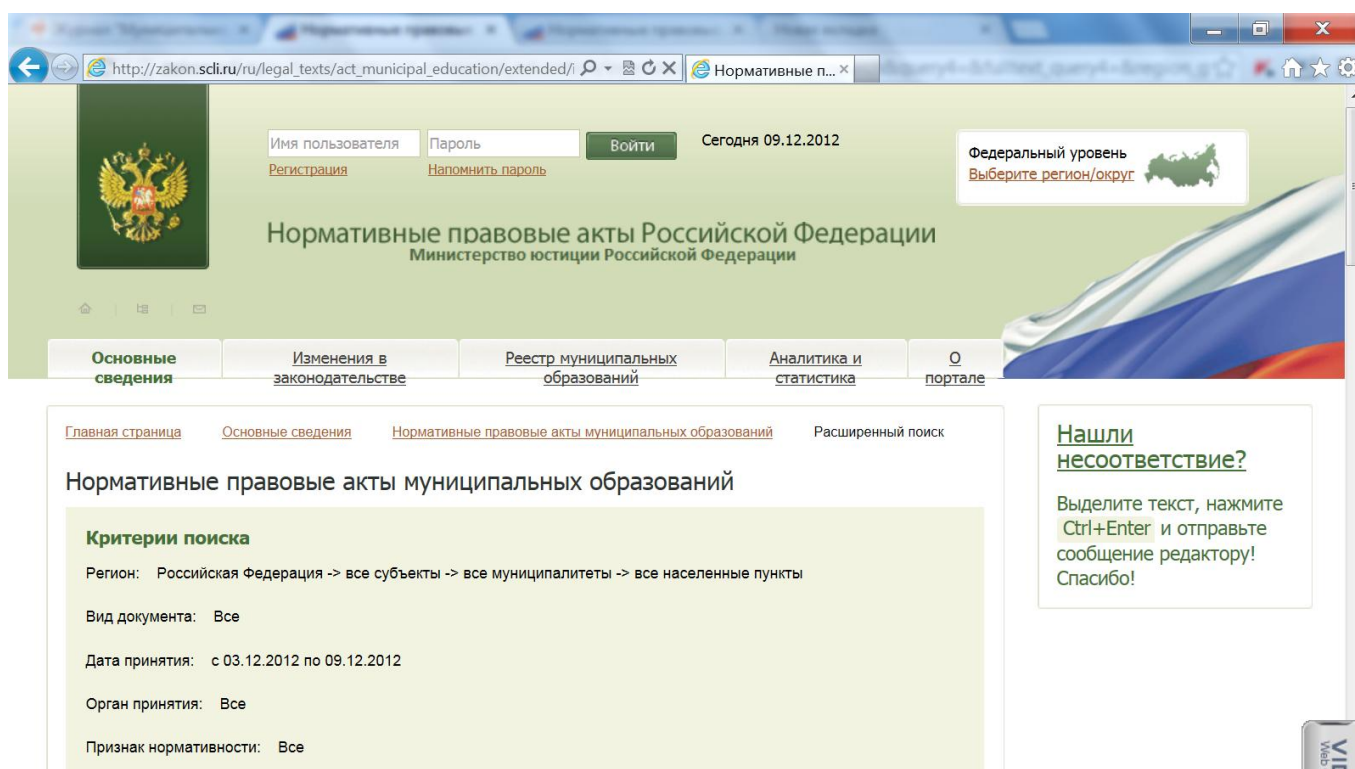 http://zakon.scli.ru/ru/legal_texts/act_municipal_education/extended/
Нормативные п...
Имя пользователя
Пароль
Войти
Сегодня 09.12.2012
Регистрация
Напомнить пароль
Федеральный уровень
Выберите регион/округ
Нормативные правовые акты Российской Федерации
Министерство юстиции Российской Федерации
Основные
сведения
Изменения в
законодательстве
Реестр муниципальных
образований
Аналитика и
статистика
О
портале
Главная страница
Основные сведения
Нормативные правовые акты муниципальных образований
Расширенный поиск
Нормативные правовые акты муниципальных образований
Критерии поиска
Регион: Российская Федерация -> все субъекты -> все муниципалитеты -> все населенные пункты
Вид документа: Все
Дата принятия: с 03.12.2012 по 09.12.2012
Орган принятия: Все
Признак нормативности: Все
Нашли
несоответствие?
Выделите текст, нажмите
Ctrl+Enter и отправьте
сообщение редактору!
Спасибо!
Web